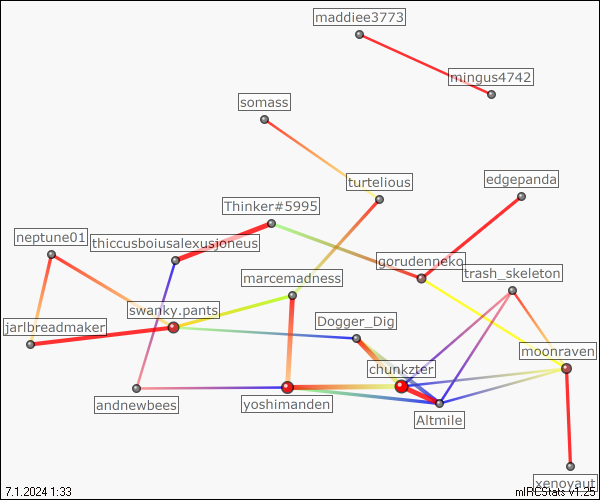 maddiee3773
mingus4742
somass
edgepanda
turtelious
Thinker#5995
neptune01
thiccusboiusalexusjoneus
gorudenneko
trash_skeleton
marcemadness
swanky.pants
Dogger_Dig
jarlbreadmaker
moonraven
chunkzter
andnewbees
yoshimanden
Altmile
xenoyaut
7.1.2024 1:33
mIRCStats v1.25